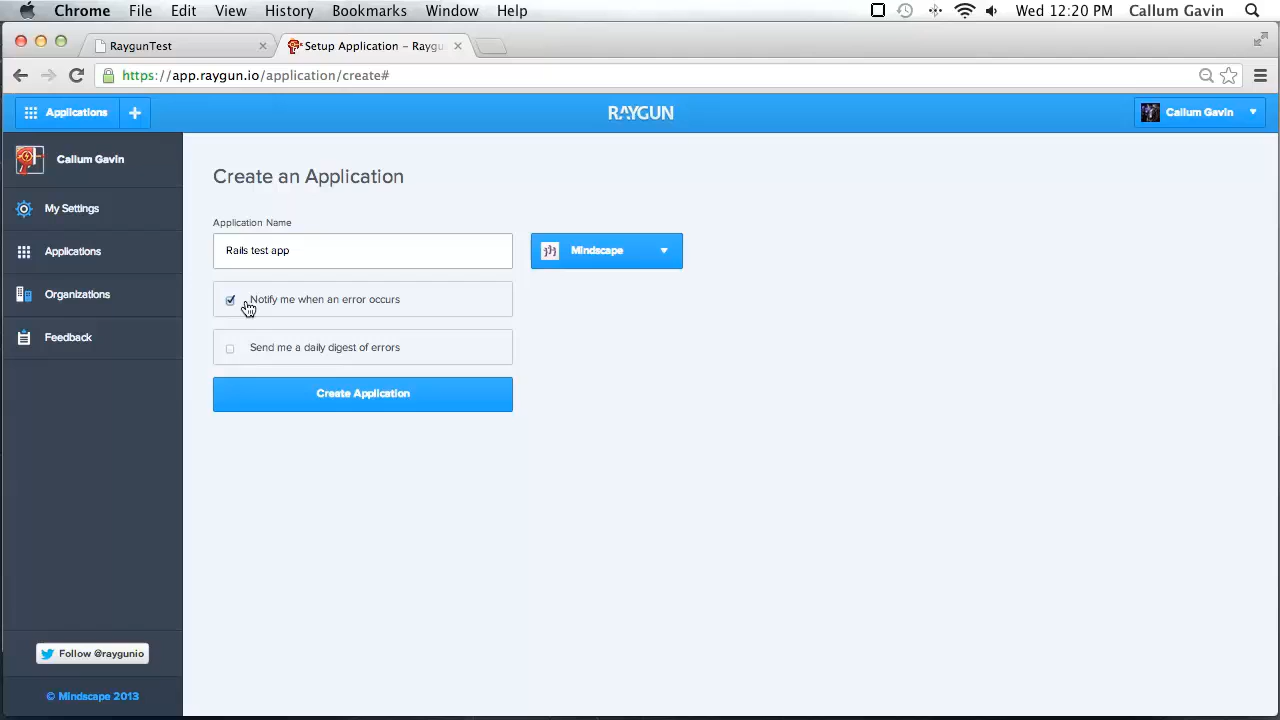 Chrome File Edit View History Bookmarks Window Help Wed 12:20 PM Callum Gavin
RaygunTest Setup Application – Raygu
https://app.raygun.io/application/create#
Applications + RAYGUN Callum Gavin
Callum Gavin
My Settings
Applications
Organizations
Feedback
Create an Application
Application Name
Rails test app Mindscape
Notify me when an error occurs
Send me a daily digest of errors
Create Application
Follow @raygunio
© Mindscape 2013